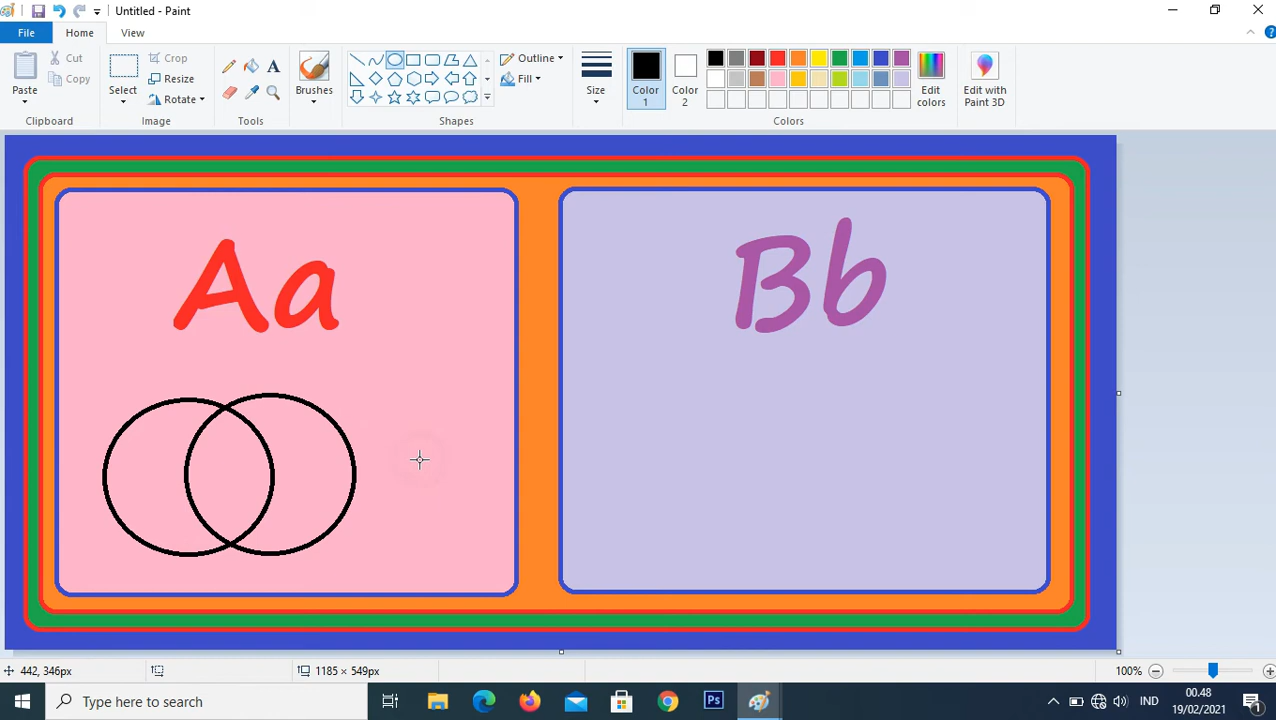 Untitled - Paint
File
Home
View
Paste
Cut
Copy
Clipboard
Select
Crop
Resize
Rotate
Image
A
Tools
Brushes
Outline
Fill
Shapes
Size
Color 1
Color 2
Edit colors
Colors
Edit with Paint 3D
Aa
Bb
442, 346px
1185 × 549px
100%
Type here to search
Ps
IND
00.48
19/02/2021
1